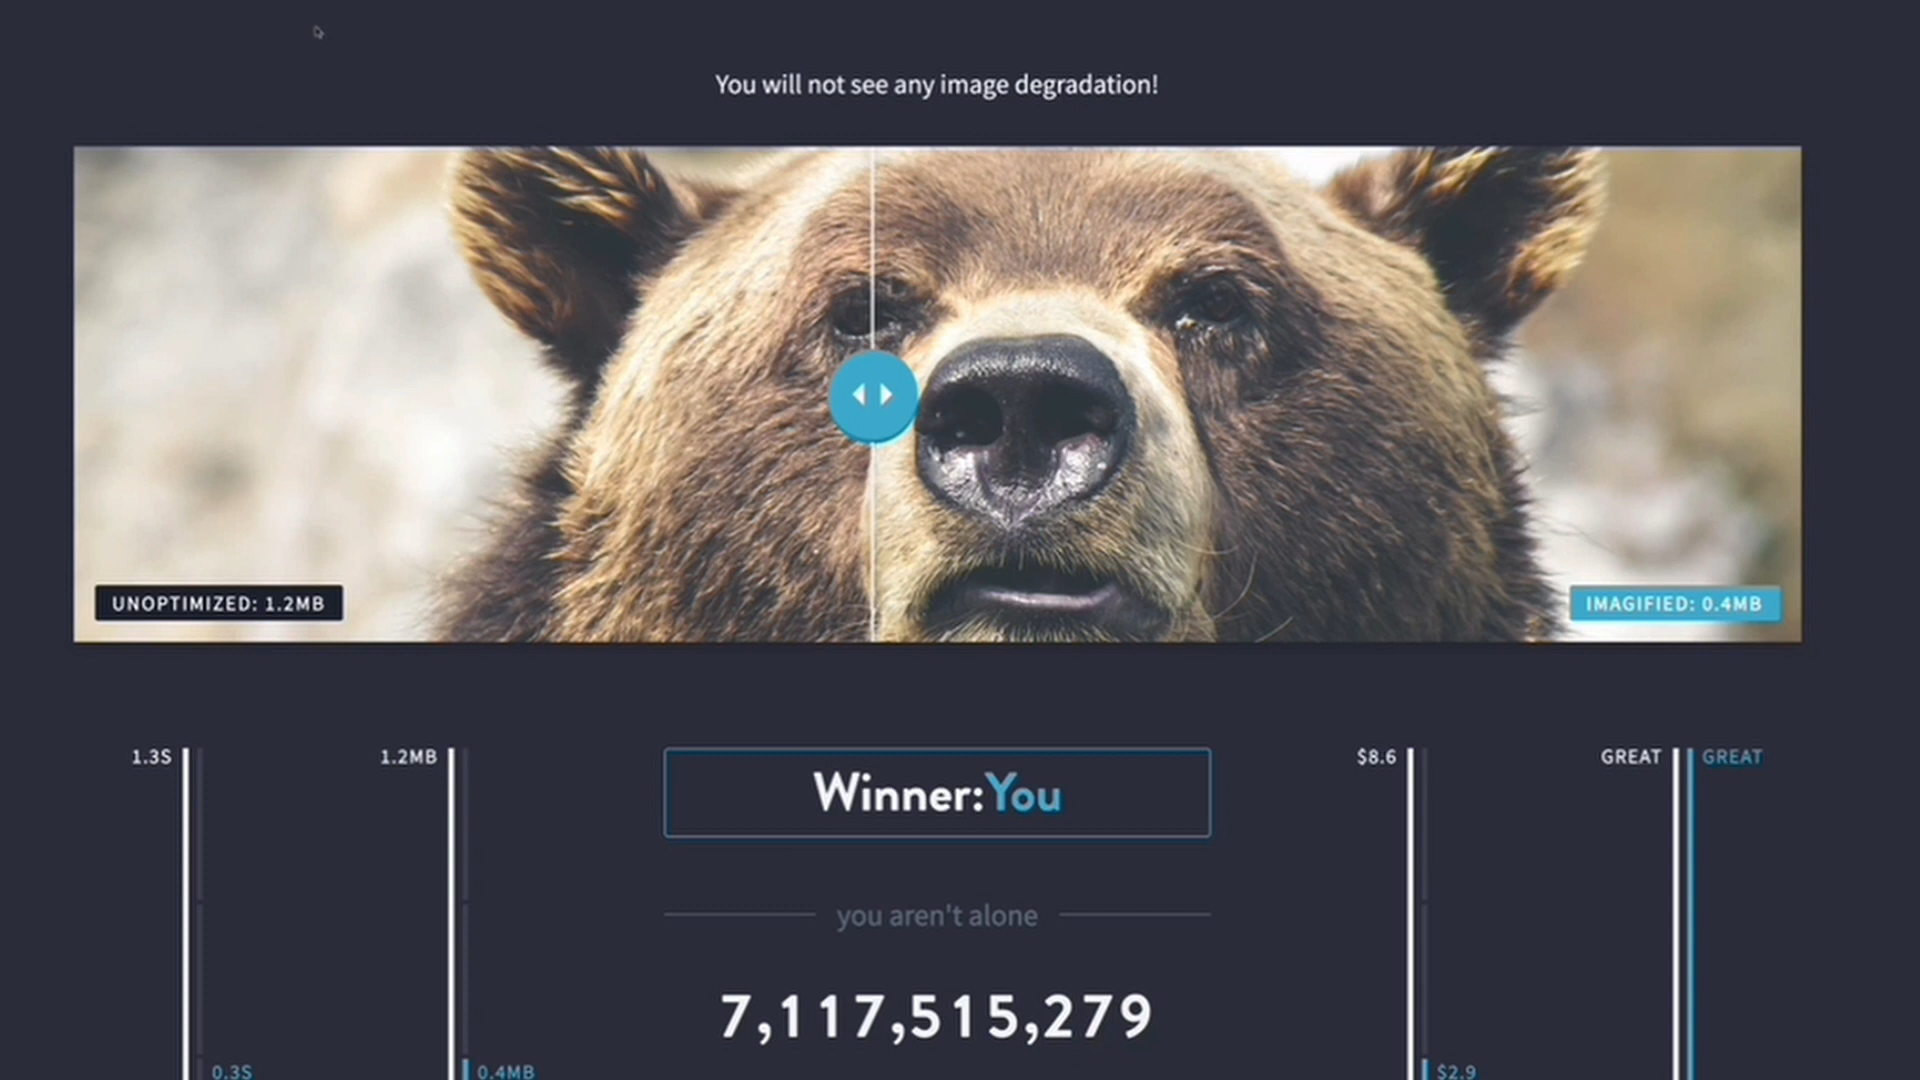 You will not see any image degradation!
UNOPTIMIZED: 1.2MB
IMAGIFIED: 0.4MB
1.3S
1.2MB
Winner:You
$8.6
GREAT
GREAT
you aren't alone
7,117,515,279
0.3S
0.4MB
$2.9